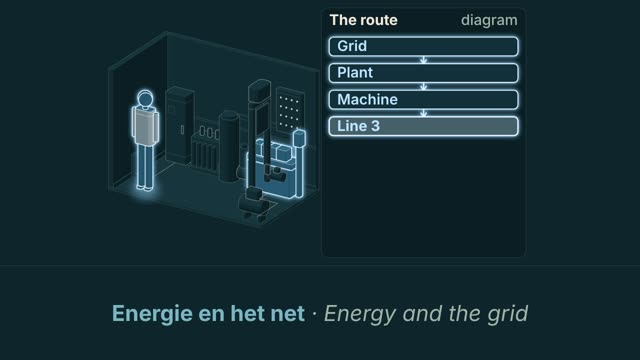 The route diagram
Grid
Plant
Machine
Line 3
Energie en het net · Energy and the grid